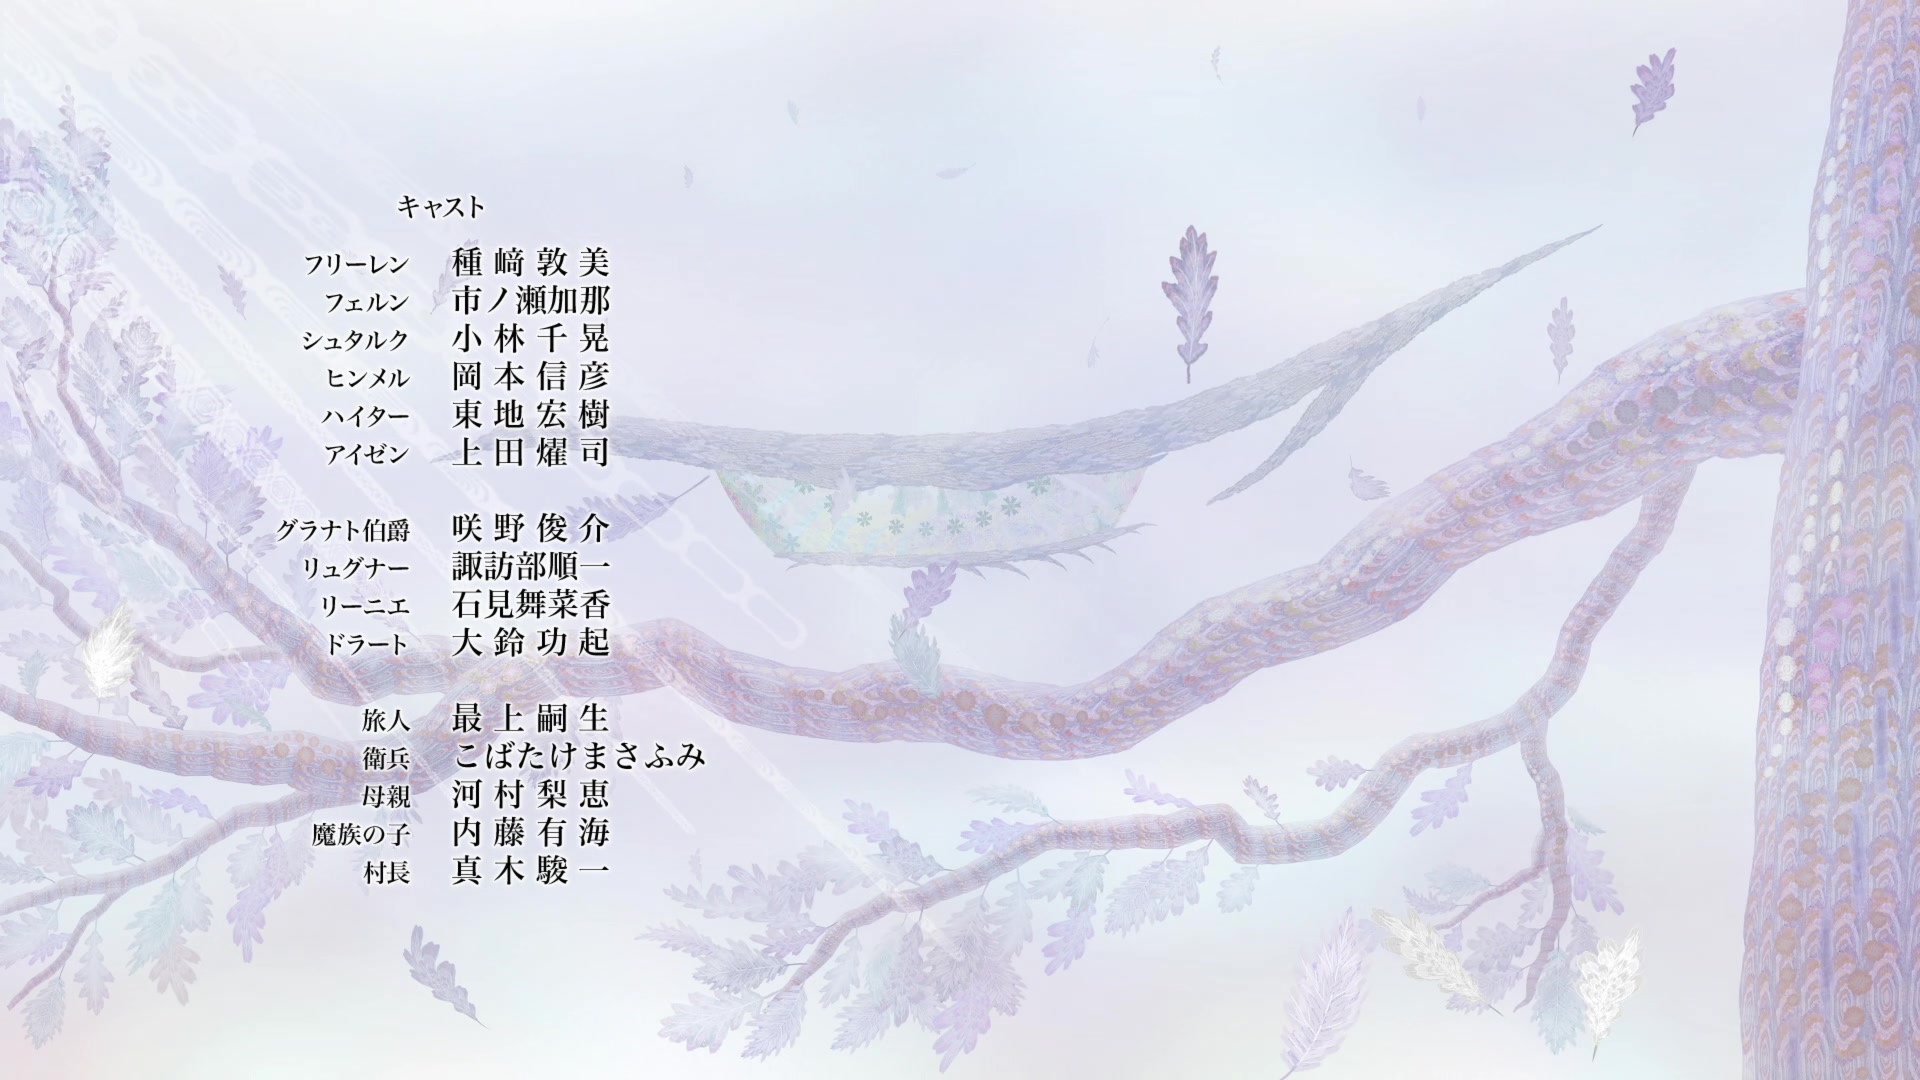 キャスト
フリーレン 種﨑敦美
フェルン 市ノ瀬加那
シュタルク 小林千晃
ヒンメル 岡本信彦
ハイター 東地宏樹
アイゼン 上田燿司
グラナト伯爵 咲野俊介
リュグナー 諏訪部順一
リーニエ 石見舞菜香
ドラート 大鈴功起
旅人 最上嗣生
衛兵 こばたけまさふみ
母親 河村梨恵
魔族の子 内藤有海
村長 真木駿一